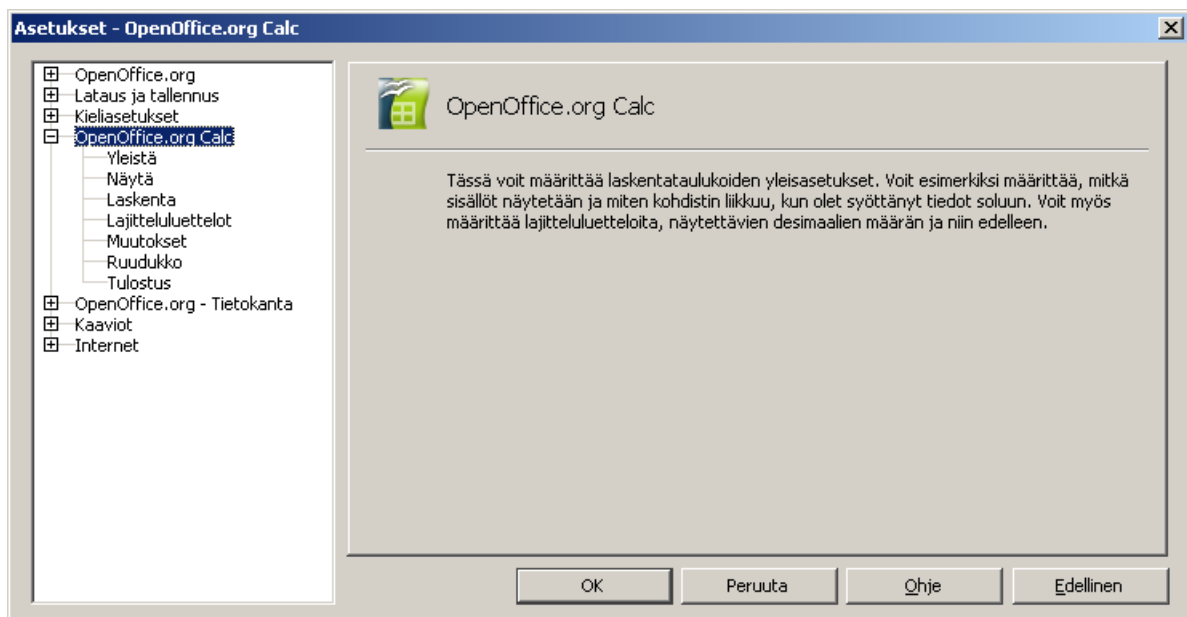 Asetukset - OpenOffice.org Calc
OpenOffice.org
Lataus ja tallennus
Kieliasetukset
OpenOffice.org Calc
Yleistä
Näytä
Laskenta
Lajitteluluettelot
Muutokset
Ruudukko
Tulostus
OpenOffice.org - Tietokanta
Kaaviot
Internet
OpenOffice.org Calc
Tässä voit määrittää laskentataulukoiden yleisasetukset. Voit esimerkiksi määrittää, mitkä
sisällöt näytetään ja miten kohdistin liikkuu, kun olet syöttänyt tiedot soluun. Voit myös
määrittää lajitteluluetteloita, näytettävien desimaalien määrän ja niin edelleen.
OK
Peruuta
Ohje
Edellinen